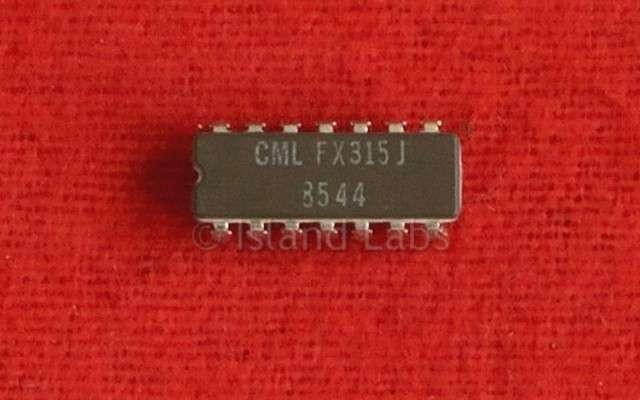 CML FX315J
8544
© Island Labs